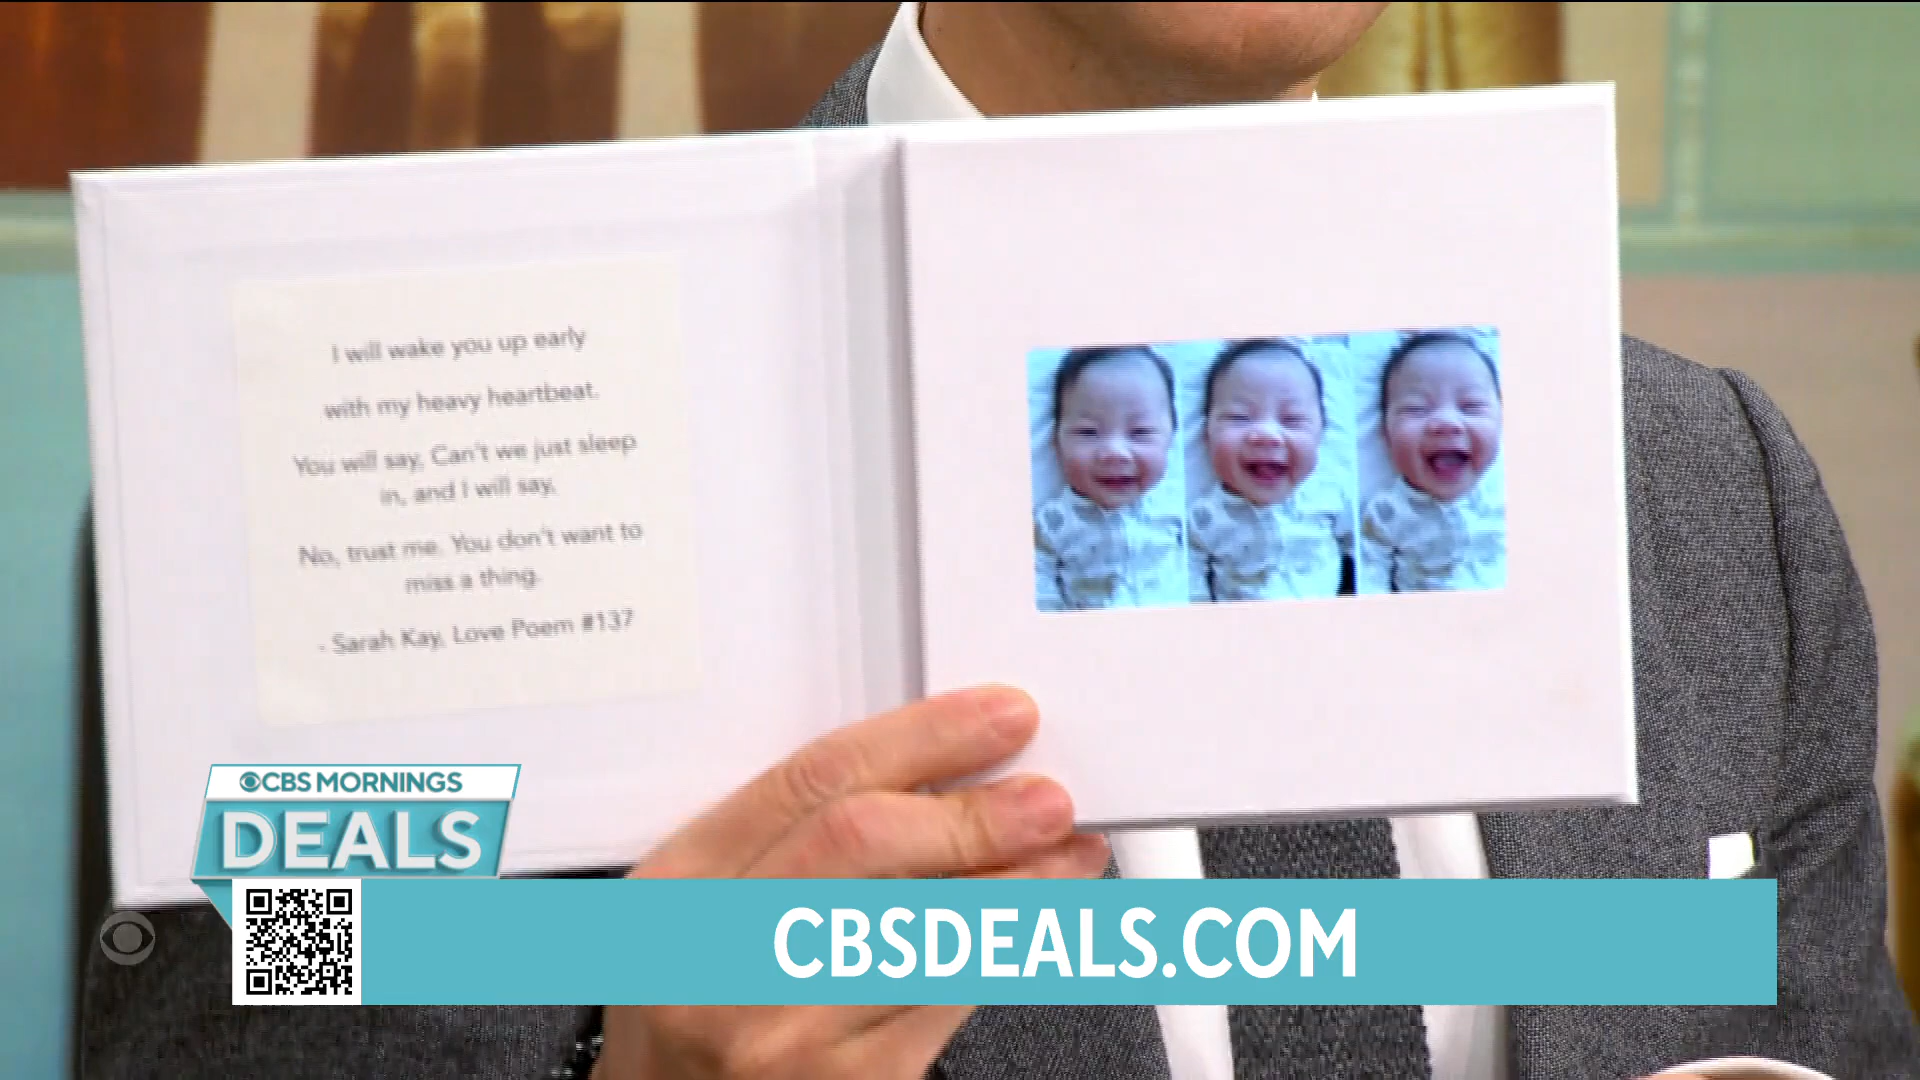 I will wake you up early
with my heavy heartbeat.
You will say, Can't we just sleep
in, and I will say,
No, trust me. You don't want to
miss a thing.
- Sarah Kay, Love Poem #137
CBS MORNINGS
DEALS
CBSDEALS.COM